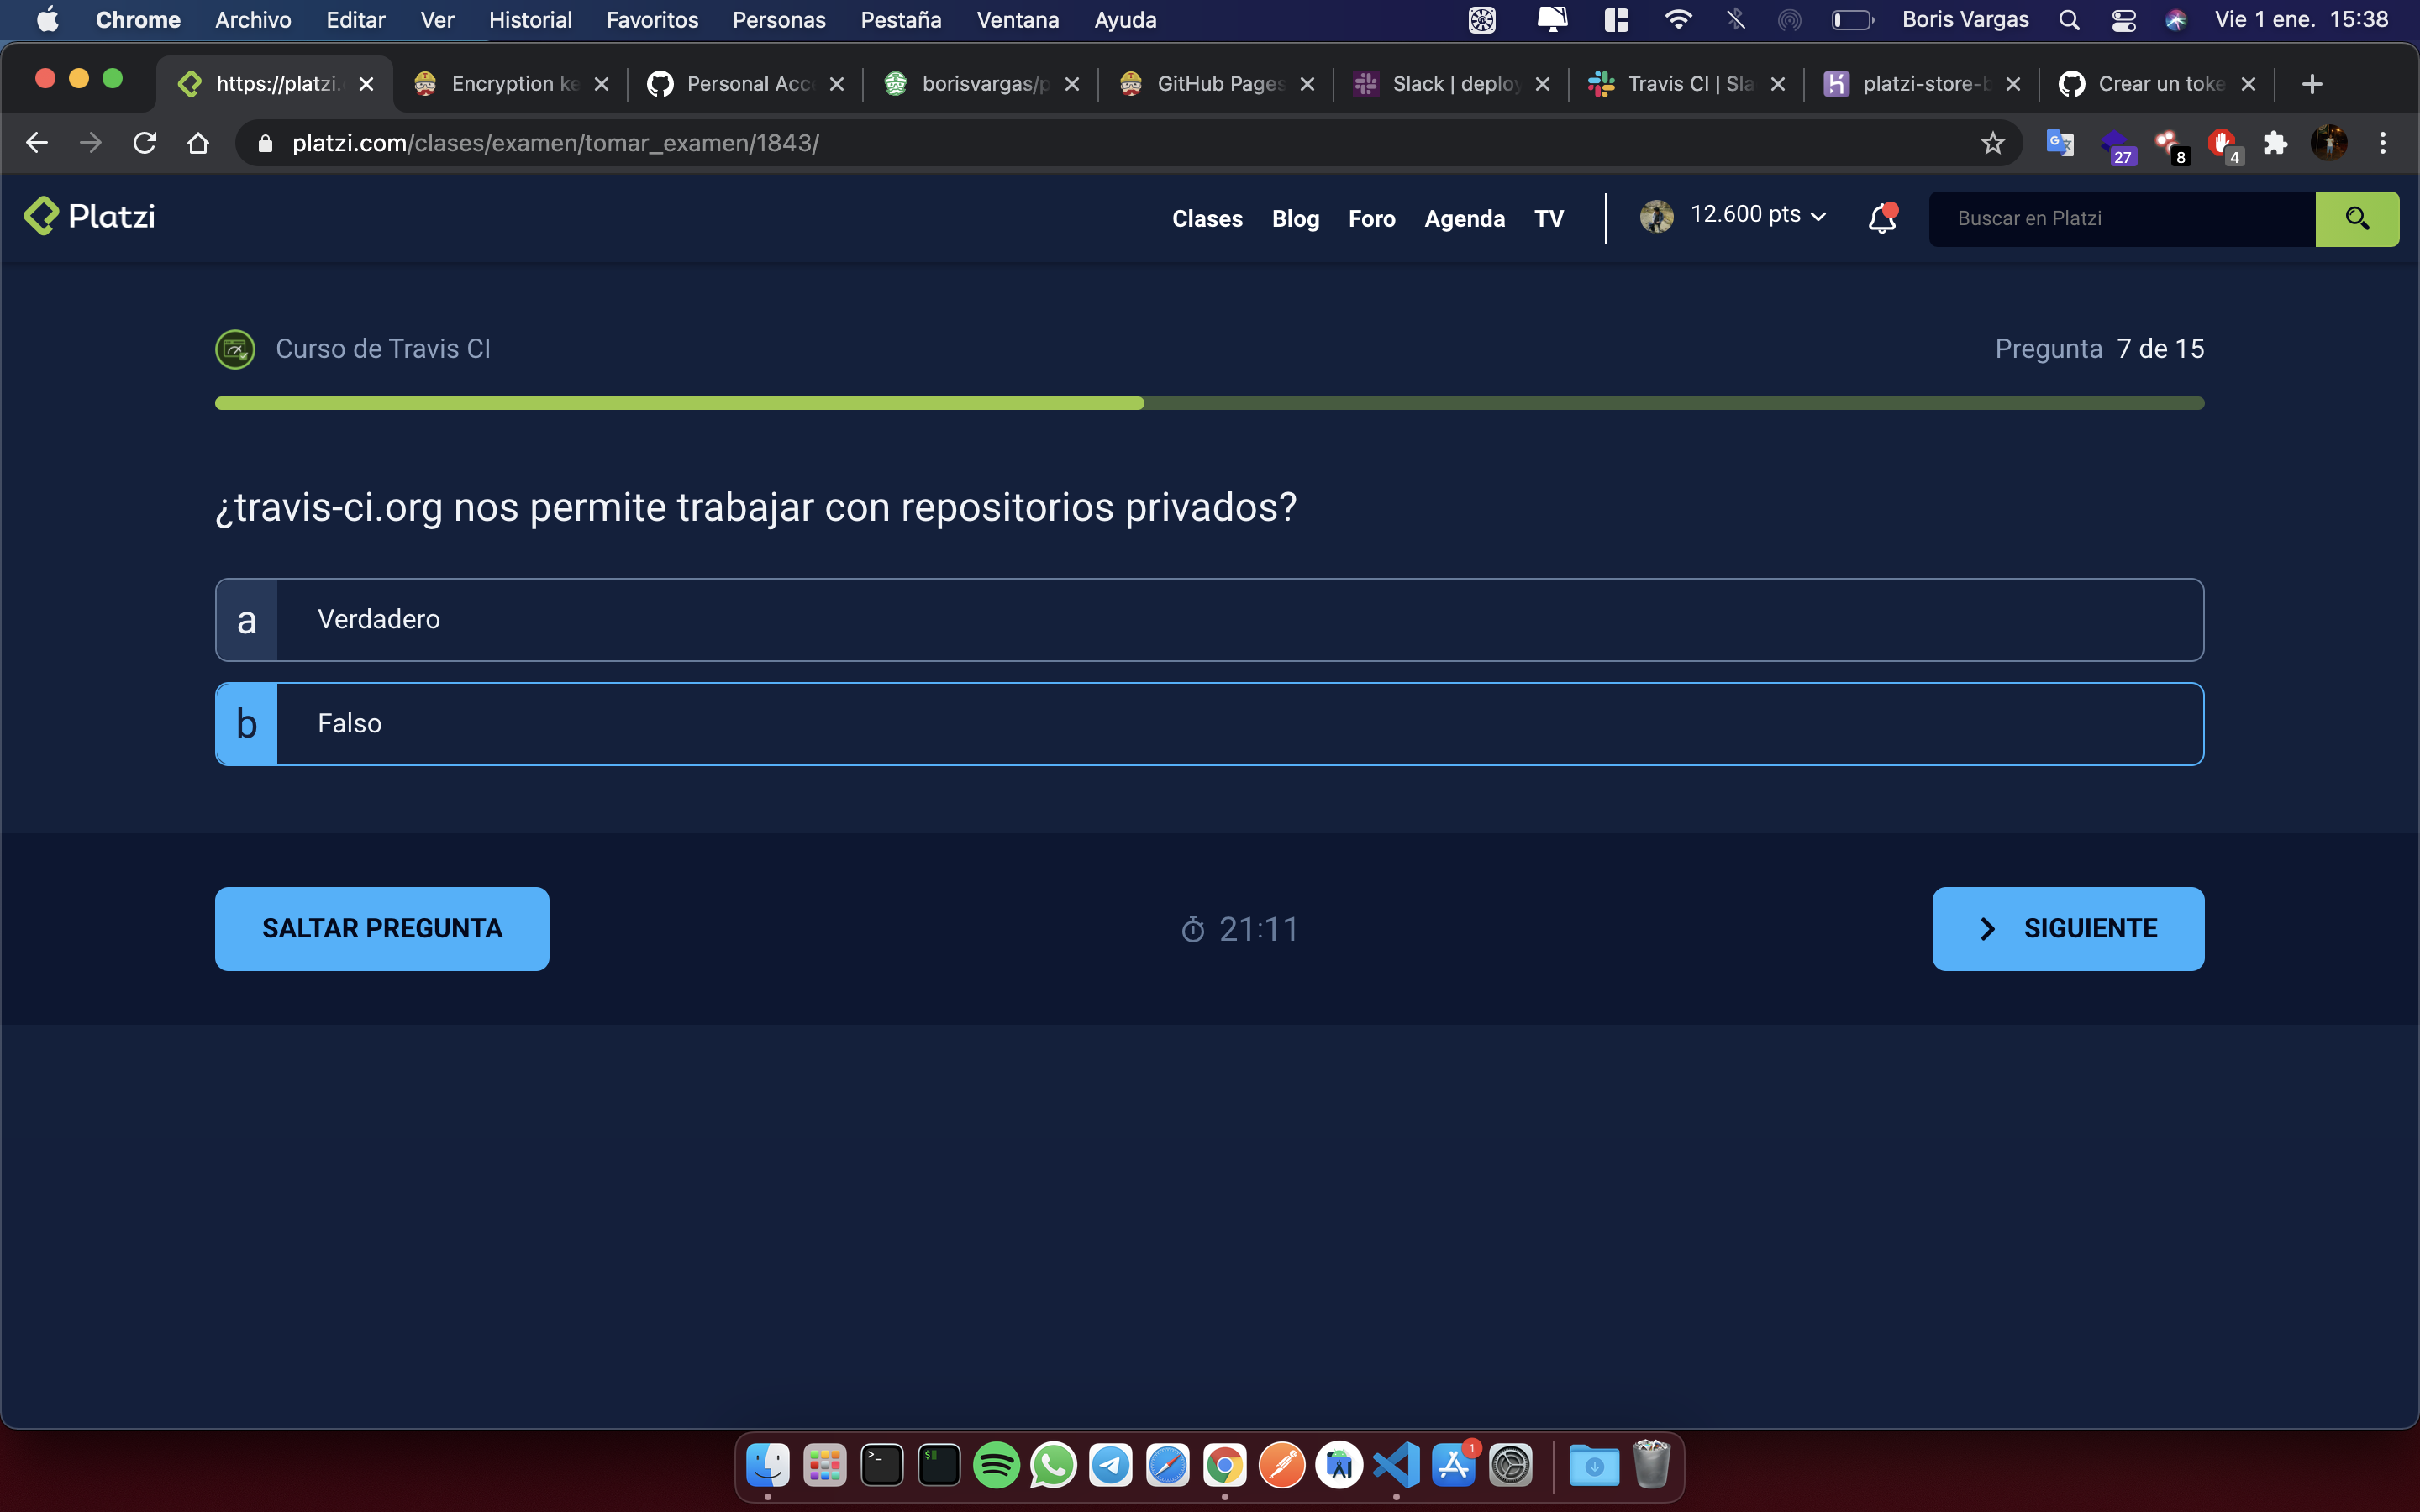 Chrome Archivo Editar Ver Historial Favoritos Personas Pestaña Ventana Ayuda Boris Vargas Vie 1 ene. 15:38
https://platzi. Encryption ke Personal Acc borisvargas/p GitHub Pages Slack | deploy Travis CI | Sla platzi-store-b Crear un toke
platzi.com/clases/examen/tomar_examen/1843/ 27 8 4
Platzi Clases Blog Foro Agenda TV 12.600 pts Buscar en Platzi
Curso de Travis CI Pregunta 7 de 15
¿travis-ci.org nos permite trabajar con repositorios privados?
a Verdadero
b Falso
SALTAR PREGUNTA 21:11 SIGUIENTE
1